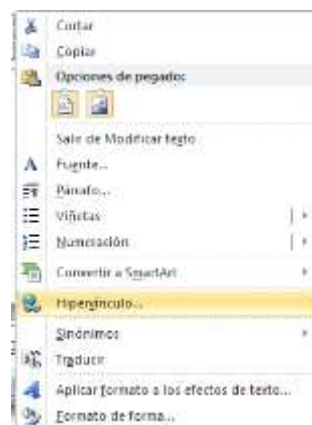 Cortar
Copiar
Opciones de pegado:
Salir de Modificar texto
Fuente...
Párrafo...
Viñetas
Numeración
Convertir a SmartArt
Hipervínculo...
Sinónimos
Traducir
Aplicar formato a los efectos de texto...
Formato de forma...